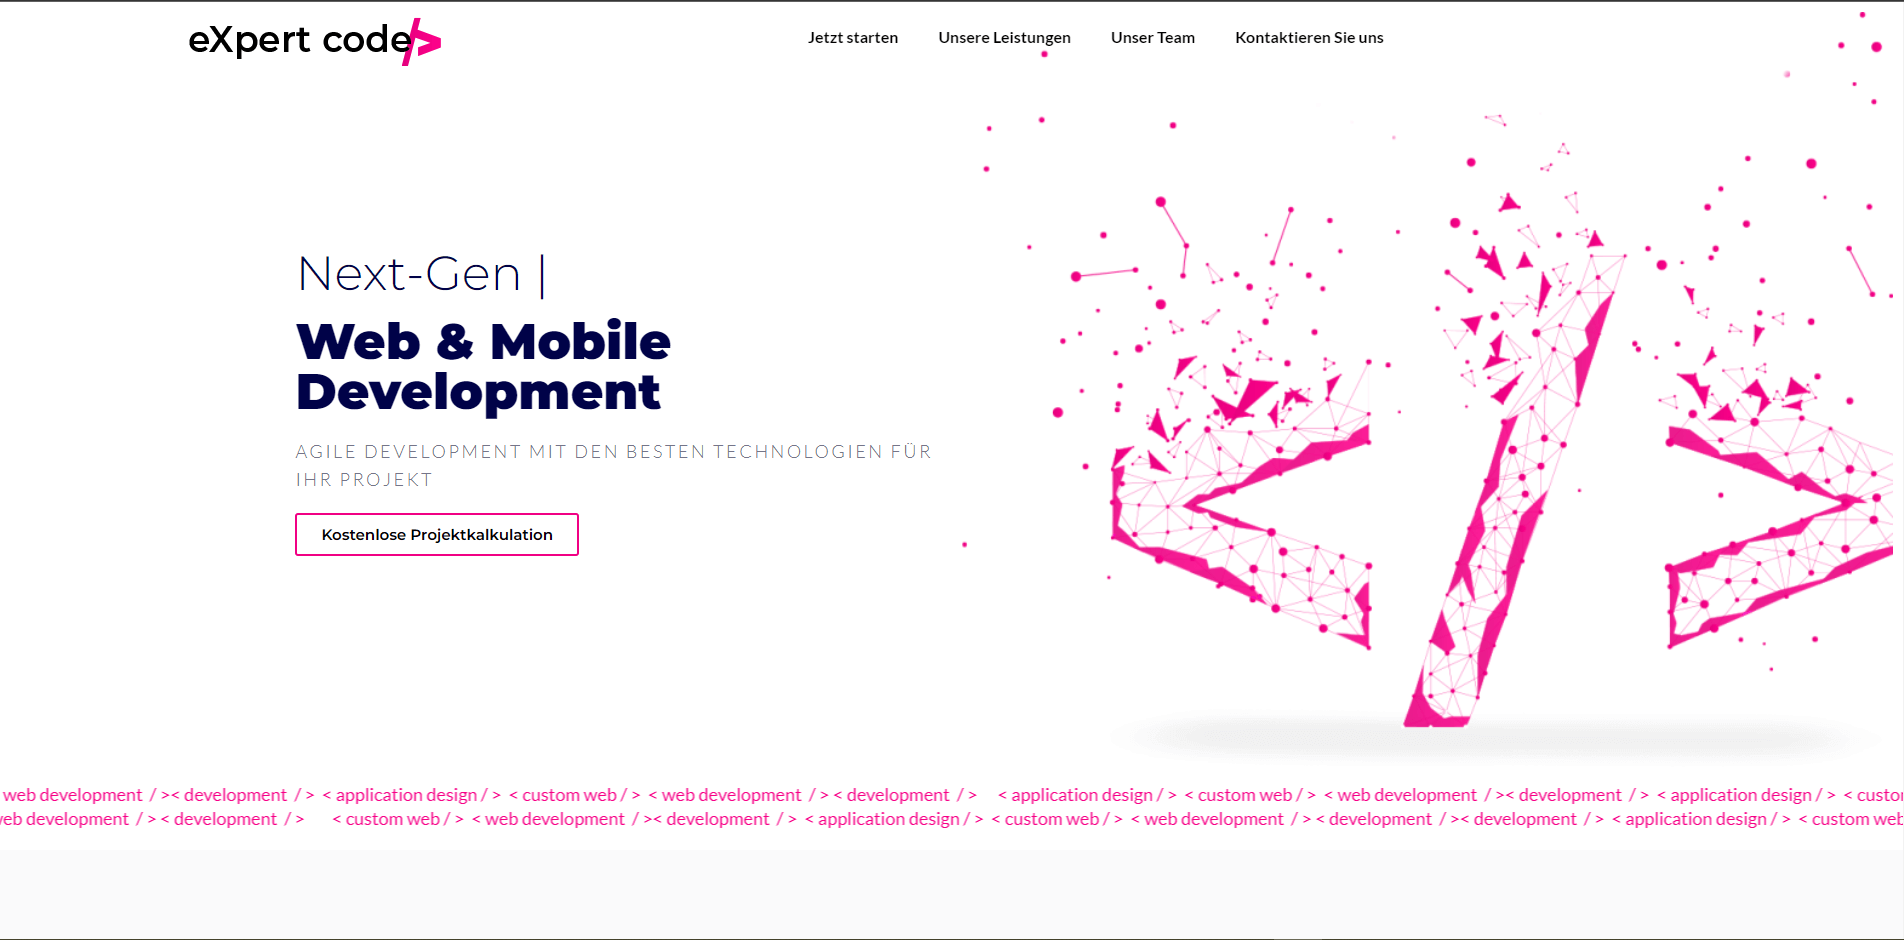 eXpert code/>
Jetzt starten Unsere Leistungen Unser Team Kontaktieren Sie uns
Next-Gen |
Web & Mobile
Development
AGILE DEVELOPMENT MIT DEN BESTEN TECHNOLOGIEN FÜR
IHR PROJEKT
Kostenlose Projektkalkulation
web development / >< development / > < application design / > < custom web / > < web development / > < development / > < application design / > < custom web / > < web development / >< development / > < application design / > <
web development / > < development / > < custom web / > < web development / >< development / > < application design / > < custom web / > < web development / > < development / >< development / > < application design / > < custom web